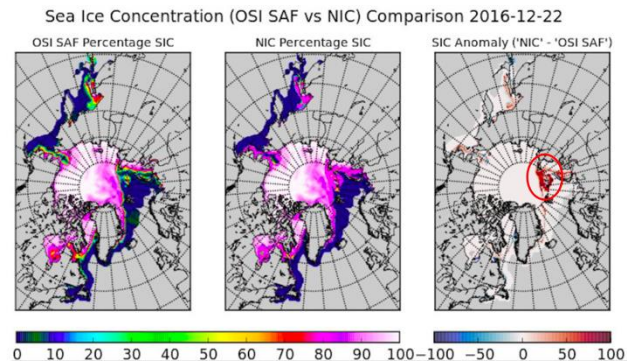 Sea Ice Concentration (OSI SAF vs NIC) Comparison 2016-12-22
OSI SAF Percentage SIC
NIC Percentage SIC
SIC Anomaly ('NIC' - 'OSI SAF')
0 10 20 30 40 50 60 70 80 90 100
−100 −50 0 50 100